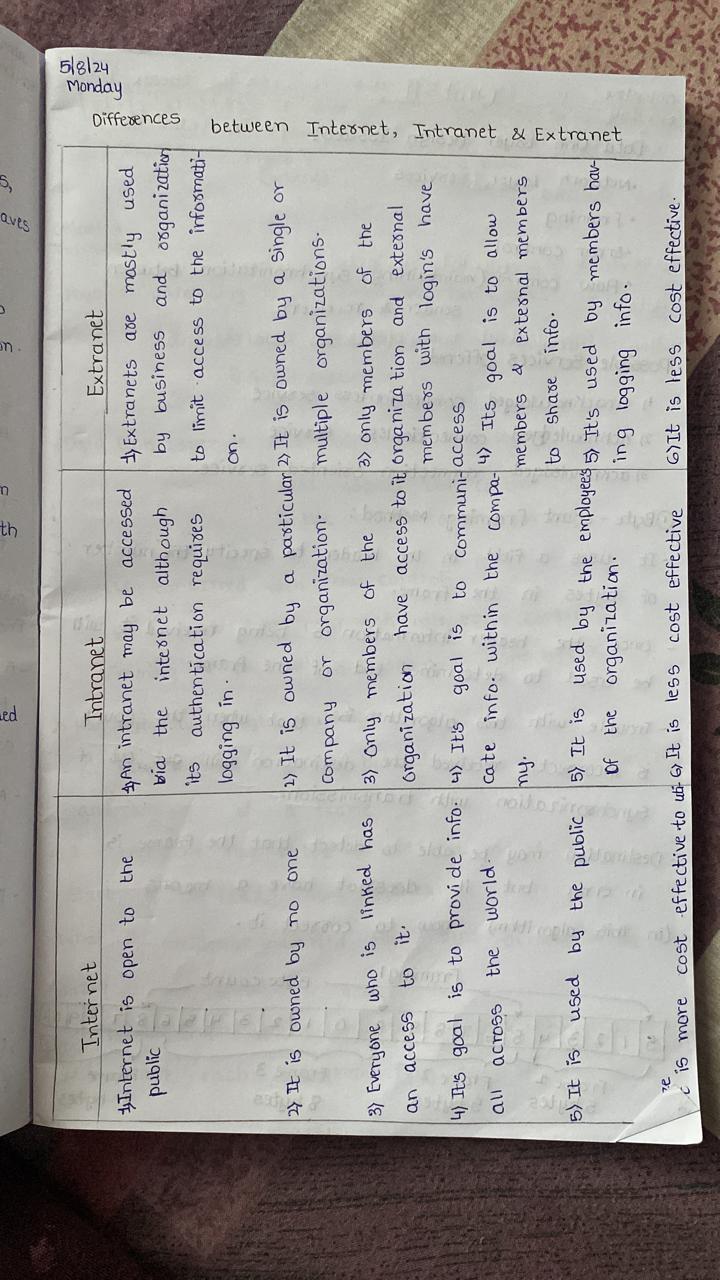 5/8/24
Monday
Differences between Internet, Intranet & Extranet
Internet
1) Internet is open to the
public
2) It is owned by no one
3) Everyone who is linked has
an access to it.
4) It's goal is to provide info.
all across the world.
5) It is used by the public
is more cost effective to uti-
ze
Intranet
1) An intranet may be accessed
via the internet although
its authentication requires
logging in.
2) It is owned by a particular
company or organization.
3) Only members of the
organization have access to it
4) It's goal is to communi-
cate info. within the compa-
ny.
5) It is used by the employees
of the organization.
6) It is less cost effective
Extranet
1) Extranets are mostly used
by business and organization
to limit access to the informati-
on.
2) It is owned by a single or
multiple organizations.
3) only members of the
organization and external
members with login's have
access
4) Its goal is to allow
members & external members
to share info.
5) It's used by members hav-
ing logging info.
6) It is less cost effective.